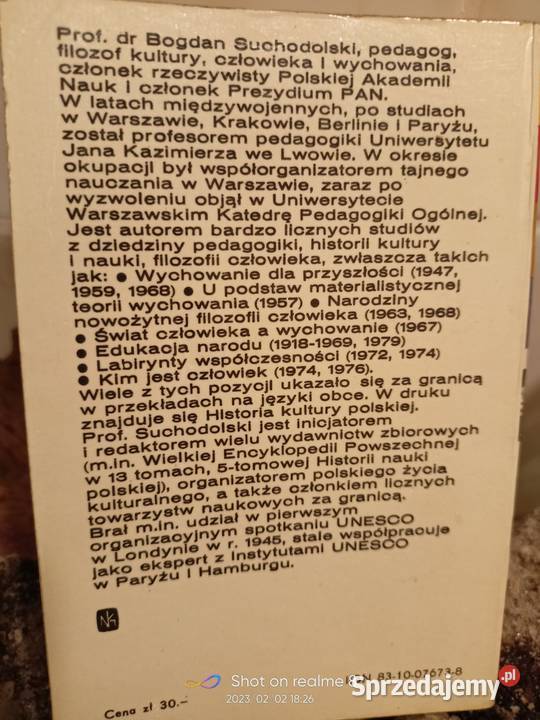 Prof. dr Bogdan Suchodolski, pedagog,
filozof kultury, człowieka i wychowania,
członek rzeczywisty Polskiej Akademii
Nauk i członek Prezydium PAN.
W latach międzywojennych, po studiach
w Warszawie, Krakowie, Berlinie i Paryżu,
został profesorem pedagogiki Uniwersytetu
Jana Kazimierza we Lwowie. W okresie
okupacji był współorganizatorem tajnego
nauczania w Warszawie, zaraz po
wyzwoleniu objął w Uniwersytecie
Warszawskim Katedrę Pedagogiki Ogólnej.
Jest autorem bardzo licznych studiów
z dziedziny pedagogiki, historii kultury
i nauki, filozofii człowieka, zwłaszcza takich
jak: ● Wychowanie dla przyszłości (1947,
1959, 1968) ● U podstaw materialistycznej
teorii wychowania (1957) ● Narodziny
nowożytnej filozofii człowieka (1963, 1968)
● Świat człowieka a wychowanie (1967)
● Edukacja narodu (1918-1969, 1979)
● Labirynty współczesności (1972, 1974)
● Kim jest człowiek (1974, 1976).
Wiele z tych pozycji ukazało się za granicą
w przekładach na języki obce. W druku
znajduje się Historia kultury polskiej.
Prof. Suchodolski jest inicjatorem
i redaktorem wielu wydawnictw zbiorowych
(m.in. Wielkiej Encyklopedii Powszechnej
w 13 tomach, 5-tomowej Historii nauki
polskiej), organizatorem polskiego życia
kulturalnego, a także członkiem licznych
towarzystw naukowych za granicą.
Brał m.in. udział w pierwszym
organizacyjnym spotkaniu UNESCO
w Londynie w r. 1945, stale współpracuje
jako ekspert z Instytutami UNESCO
w Paryżu i Hamburgu.
NK
Shot on realme 8
2023. 02. 02 18:26
83-10-07673-8
Cena zł 30.–
Sprzedajemy.pl